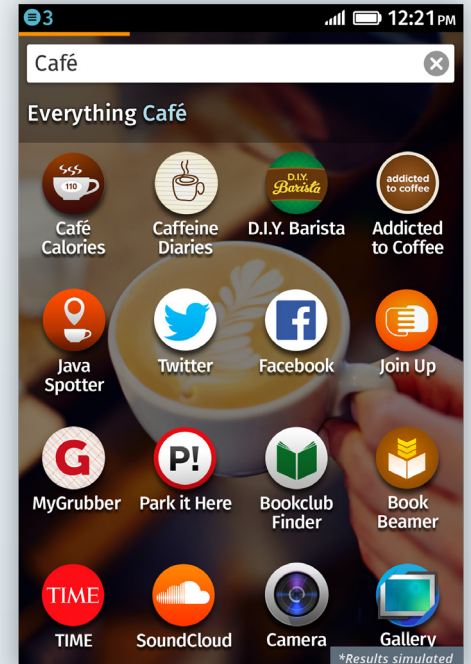 3 12:21 PM
Café
Everything Café
110
D.I.Y.
Barista
addicted
to coffee
Café
Calories
Caffeine
Diaries
D.I.Y. Barista
Addicted
to Coffee
Java
Spotter
Twitter
Facebook
Join Up
G
P!
MyGrubber
Park it Here
Bookclub
Finder
Book
Beamer
TIME
TIME
SoundCloud
Camera
Gallery
*Results simulated